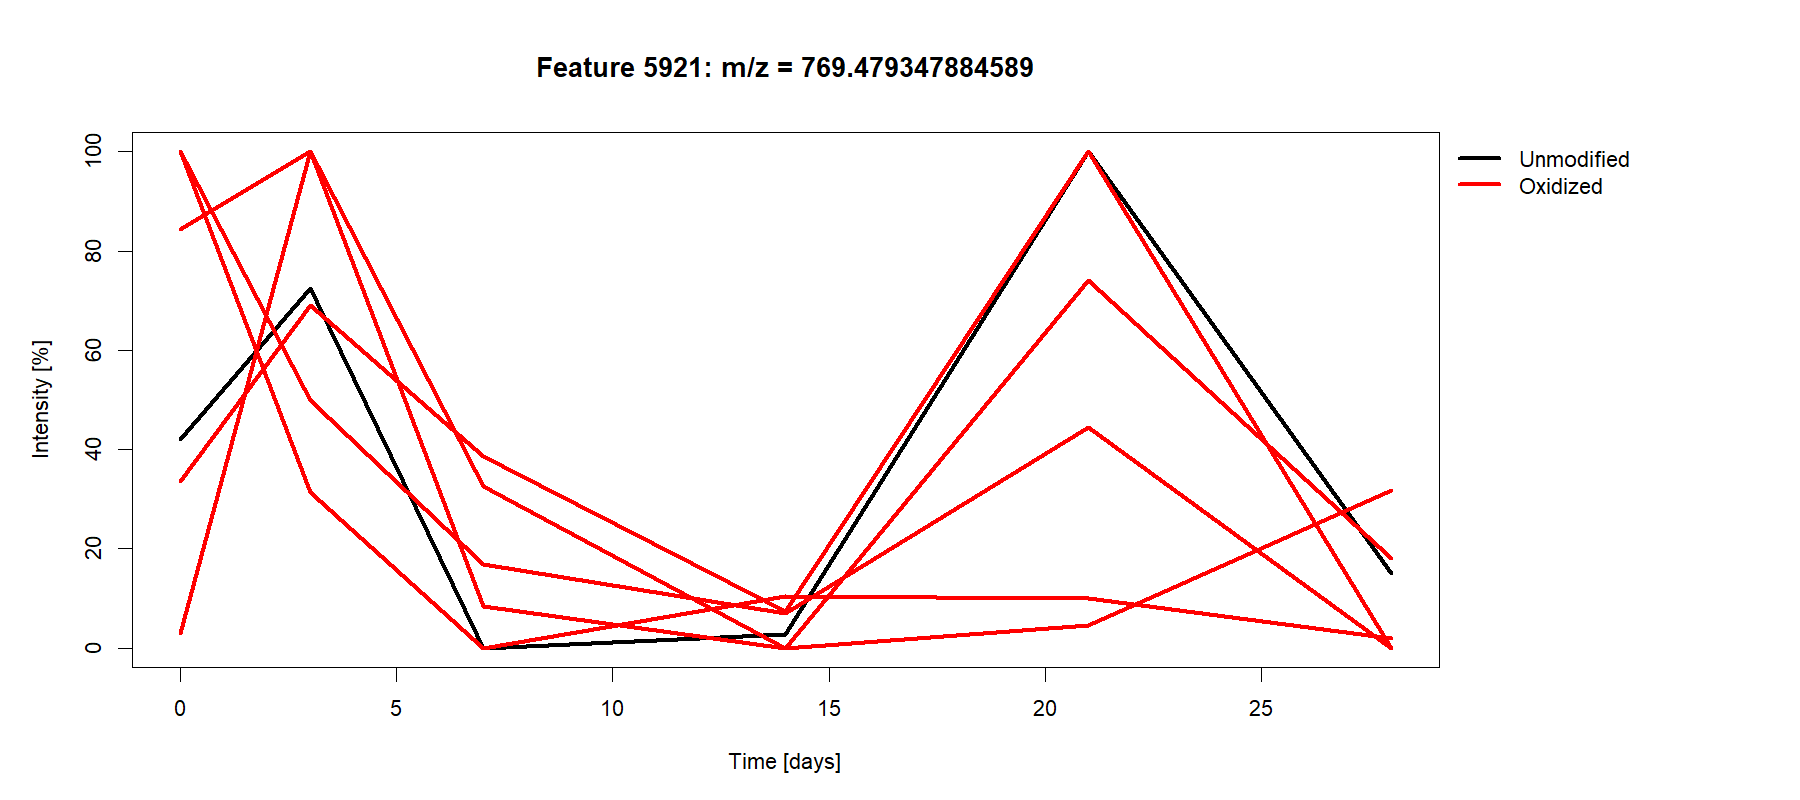 Feature 5921: m/z = 769.479347884589
Unmodified
Oxidized
Intensity [%]
100
80
60
40
20
0
0 5 10 15 20 25
Time [days]